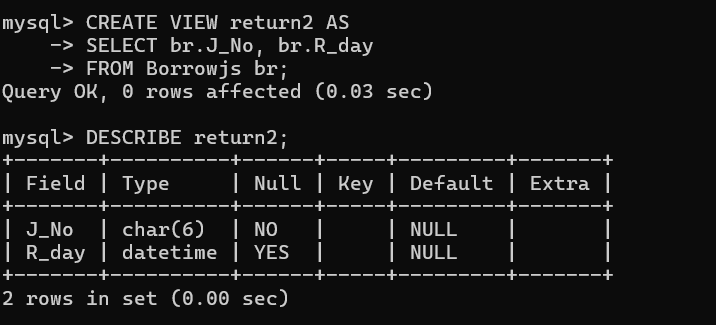 mysql> CREATE VIEW return2 AS
    -> SELECT br.J_No, br.R_day
    -> FROM Borrowjs br;
Query OK, 0 rows affected (0.03 sec)

mysql> DESCRIBE return2;
+-------+----------+------+-----+---------+-------+
| Field | Type     | Null | Key | Default | Extra |
+-------+----------+------+-----+---------+-------+
| J_No  | char(6)  | NO   |     | NULL    |       |
| R_day | datetime | YES  |     | NULL    |       |
+-------+----------+------+-----+---------+-------+
2 rows in set (0.00 sec)